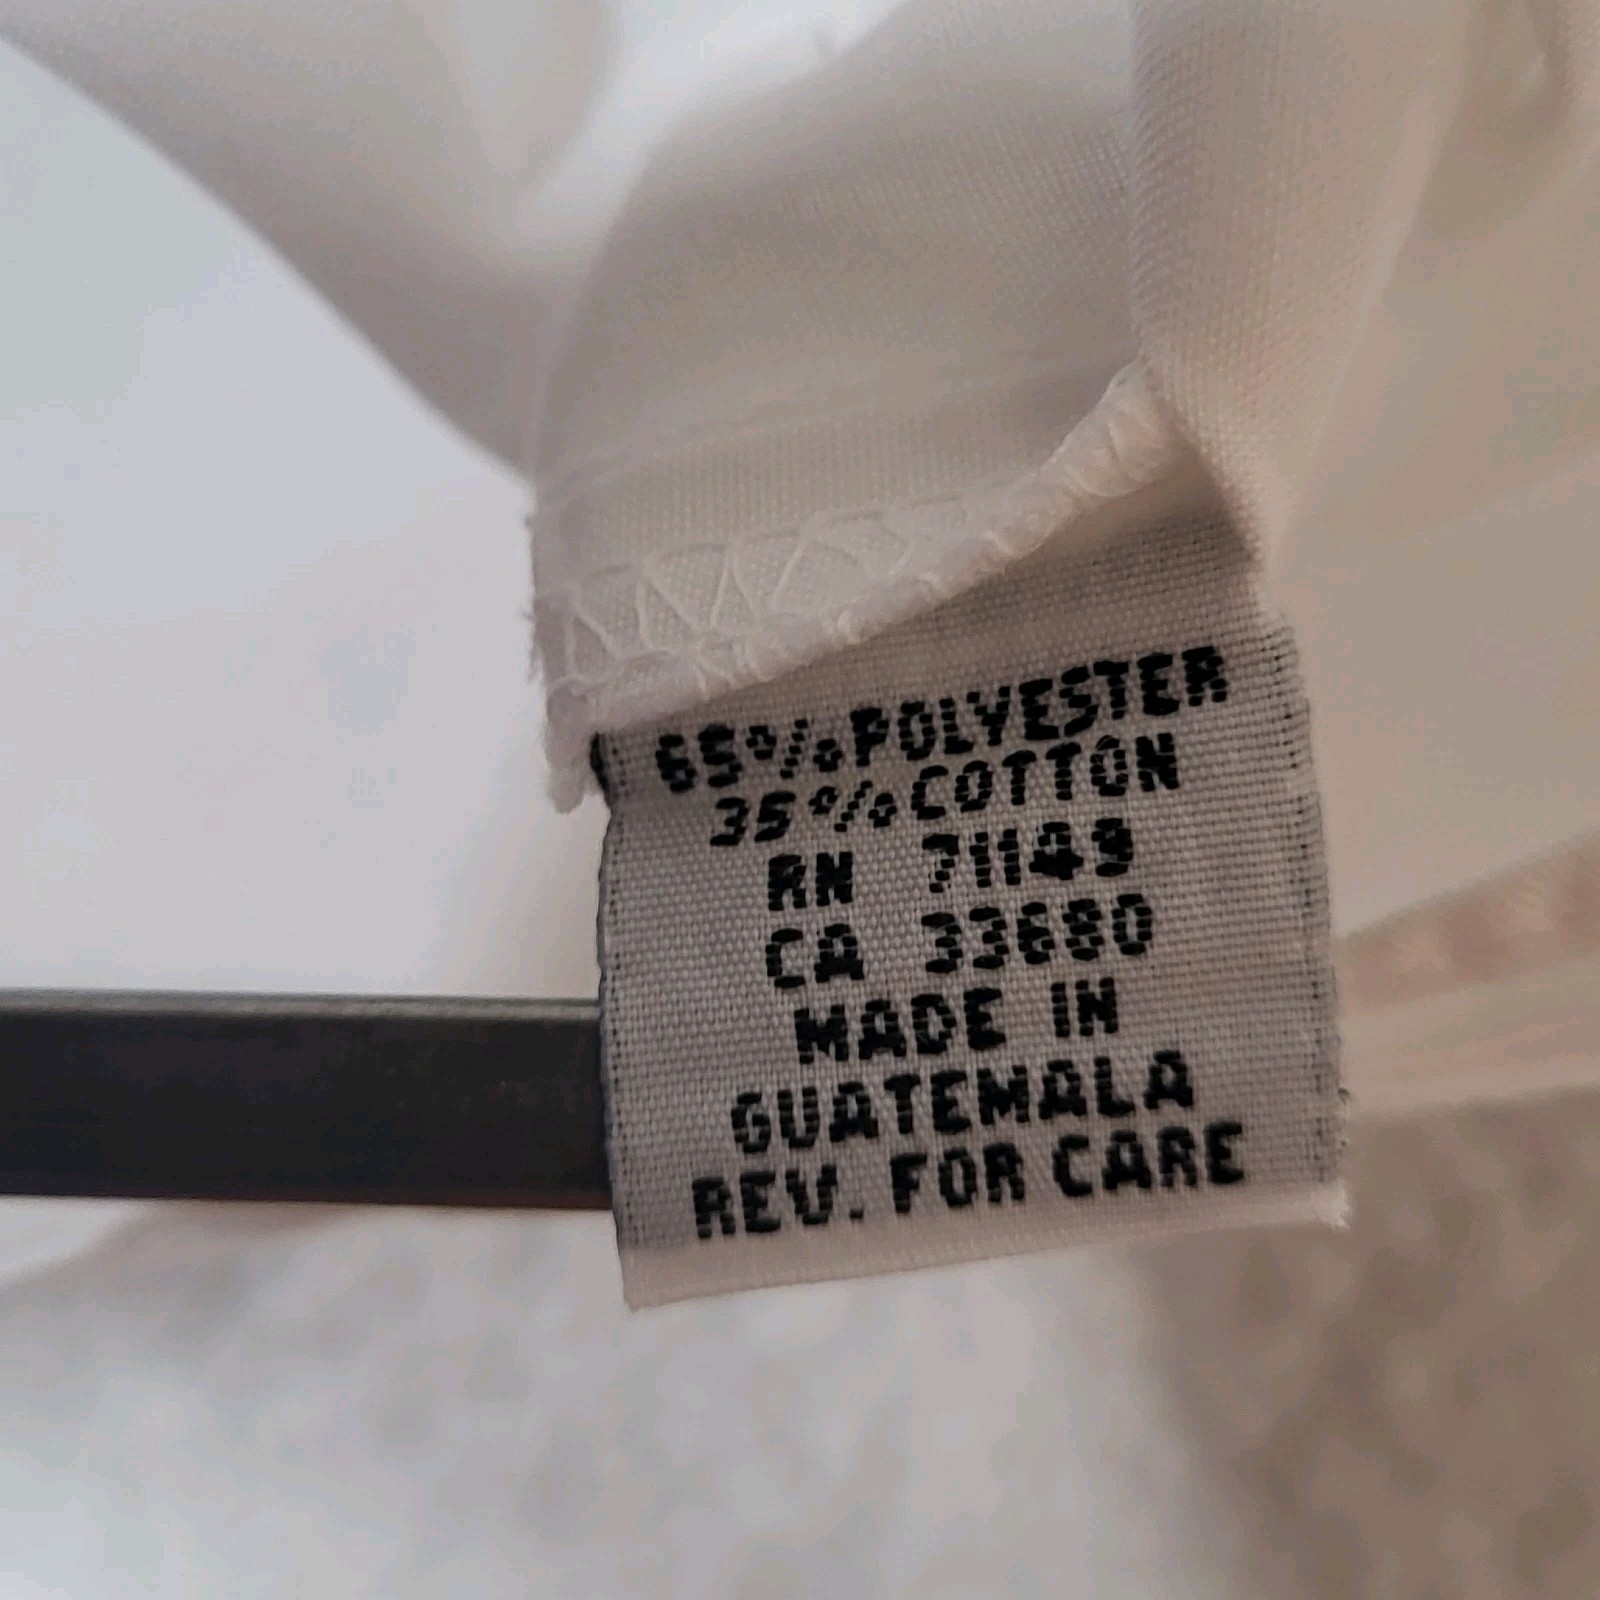 65% POLYESTER
35% COTTON
RN 71149
CA 33680
MADE IN
GUATEMALA
REV. FOR CARE